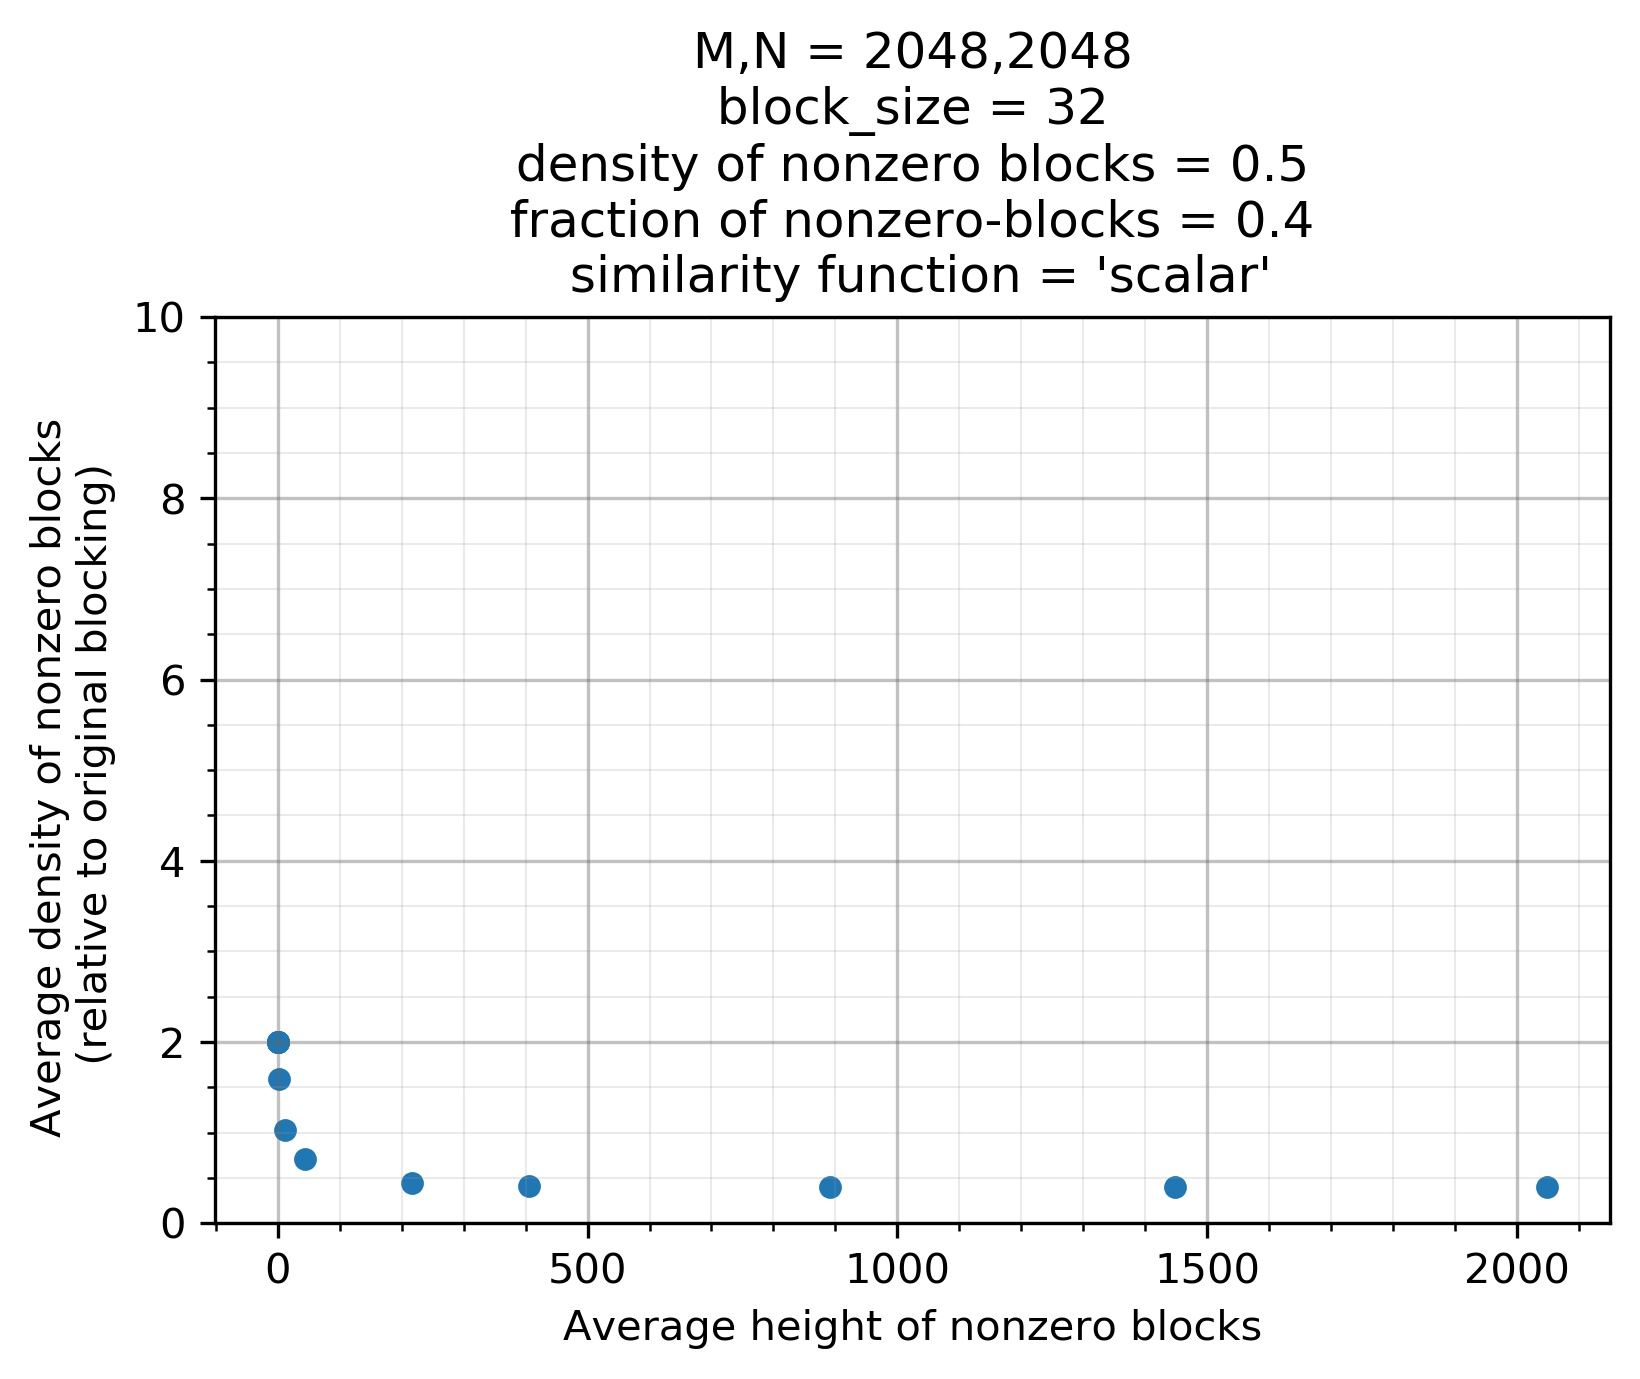 M,N = 2048,2048
block_size = 32
density of nonzero blocks = 0.5
fraction of nonzero-blocks = 0.4
similarity function = 'scalar'
10
8
6
4
2
0
Average density of nonzero blocks
(relative to original blocking)
0 500 1000 1500 2000
Average height of nonzero blocks